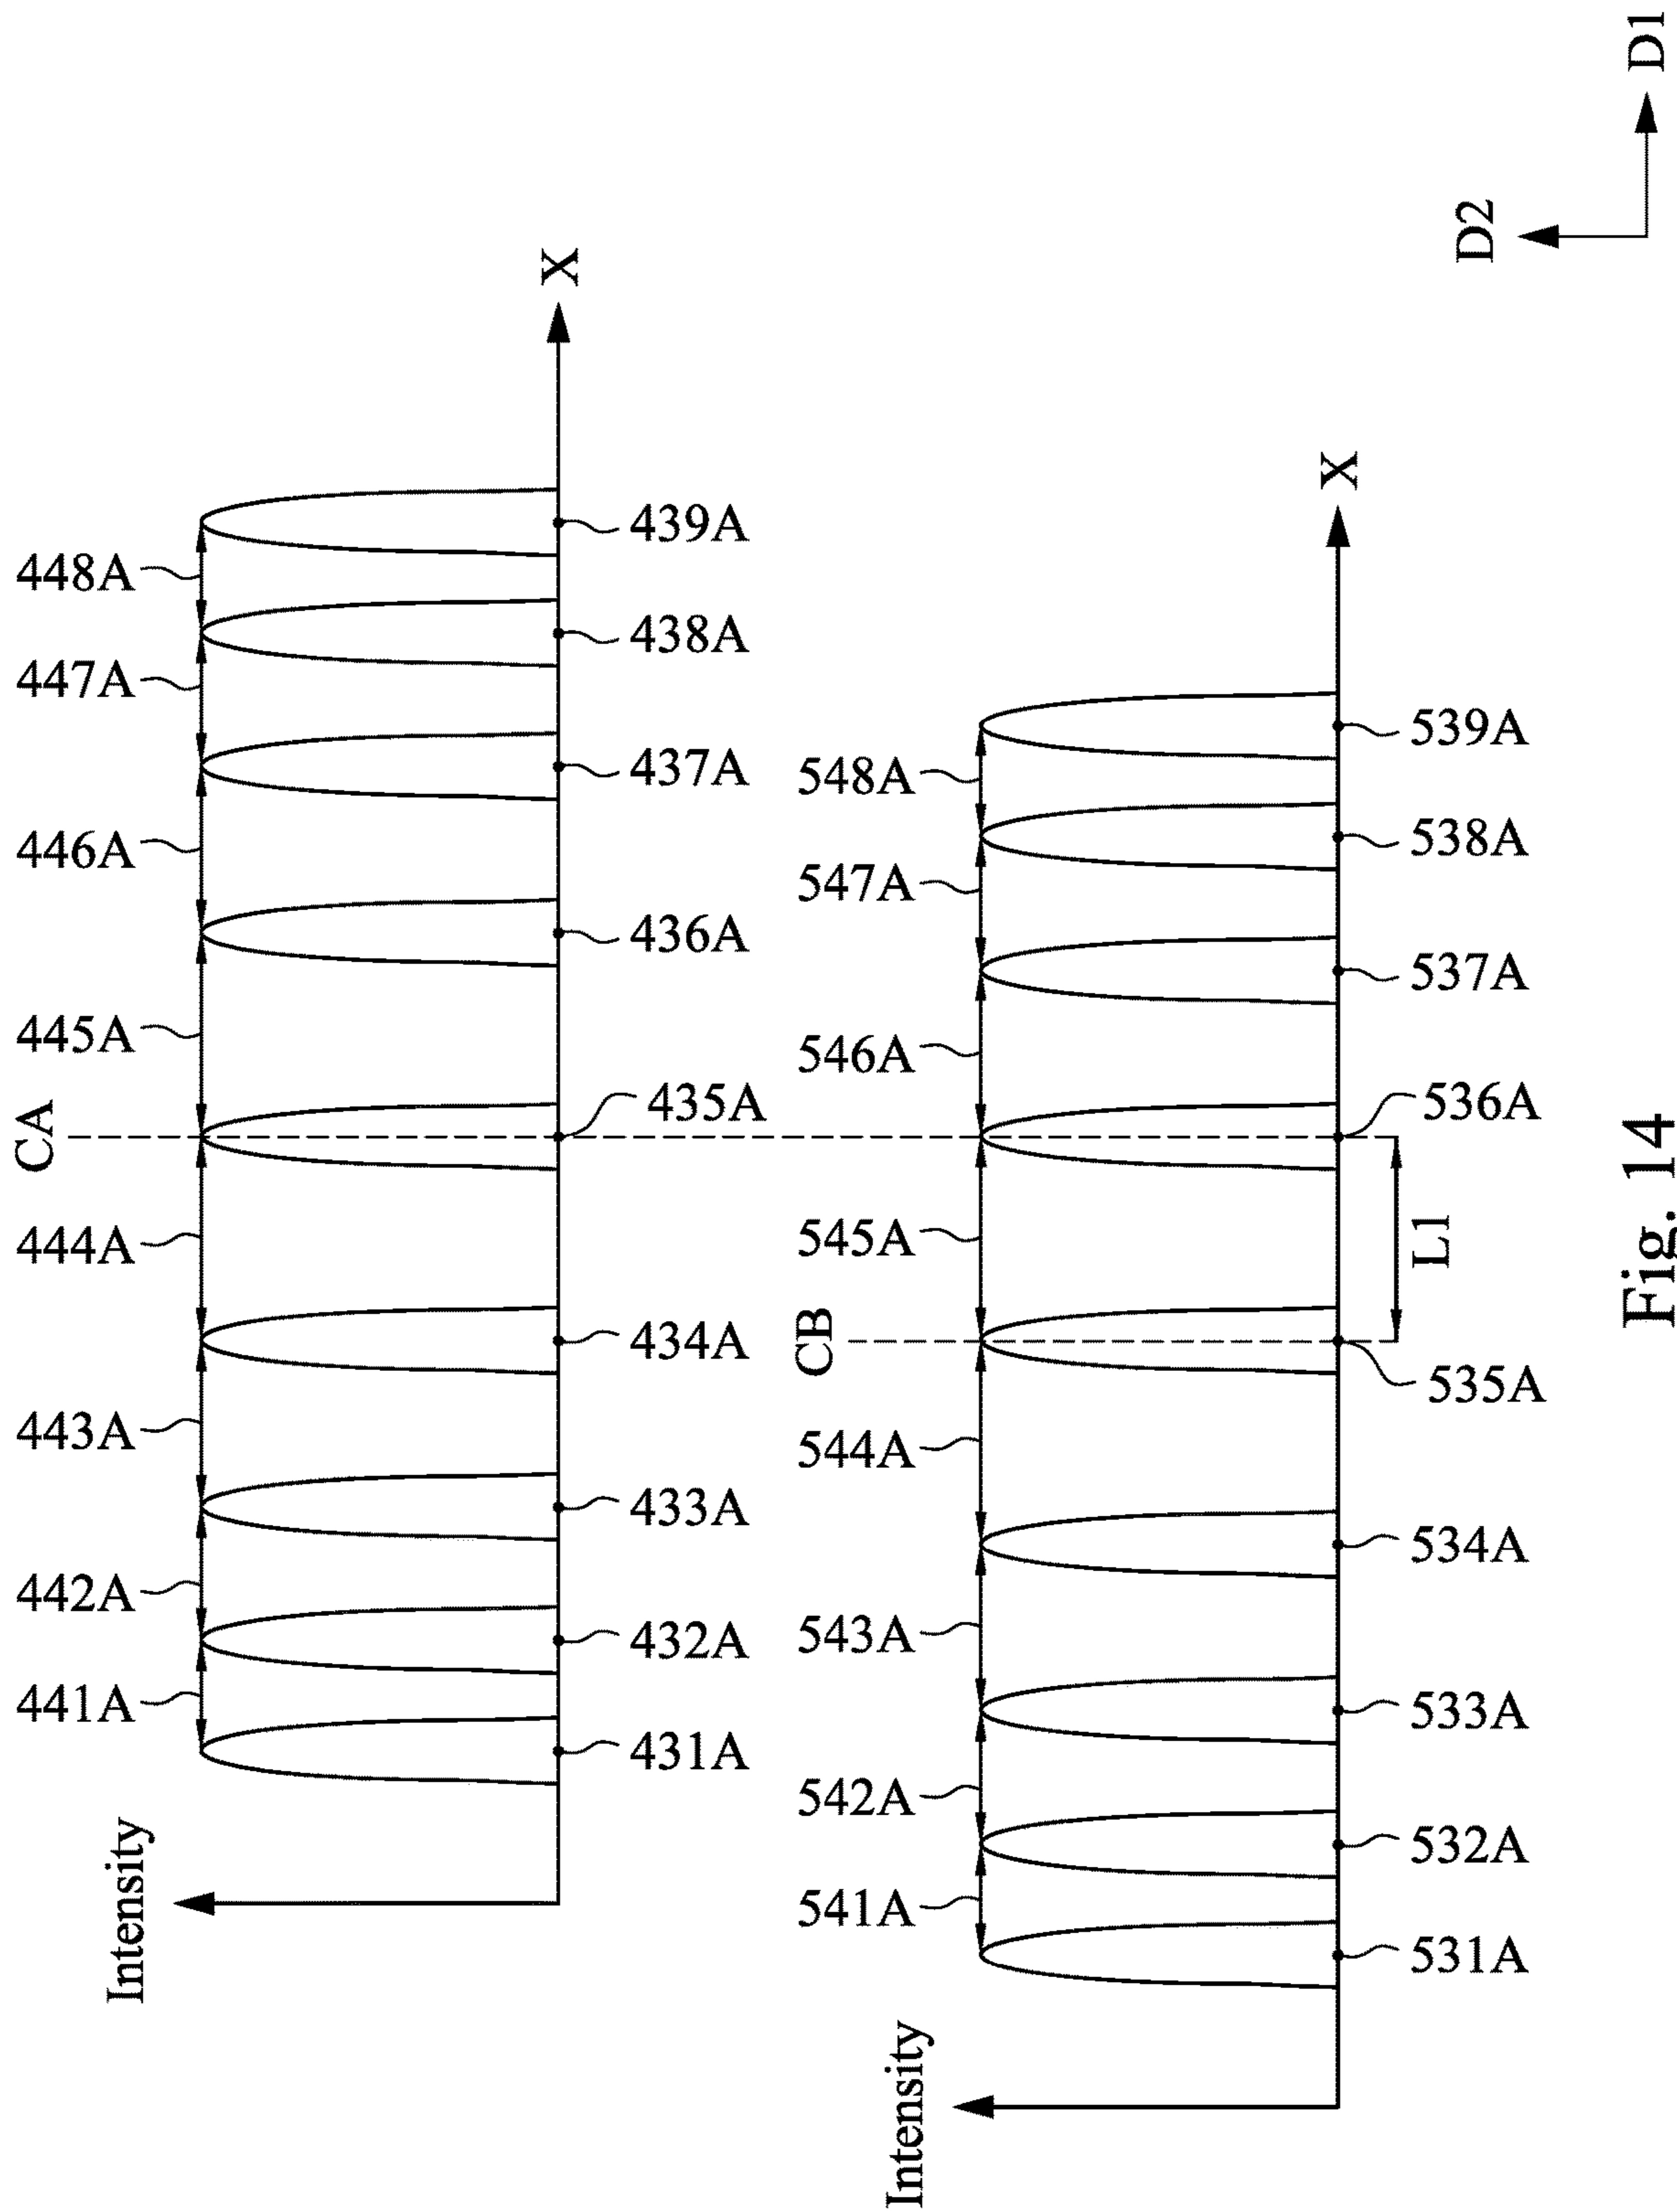 Intensity
441A 442A 443A 444A CA 445A 446A 447A 448A
X
431A 432A 433A 434A 435A 436A 437A 438A 439A
Intensity
541A 542A 543A 544A CB 545A 546A 547A 548A
X
531A 532A 533A 534A 535A 536A 537A 538A 539A
L1
D2
D1
Fig. 14